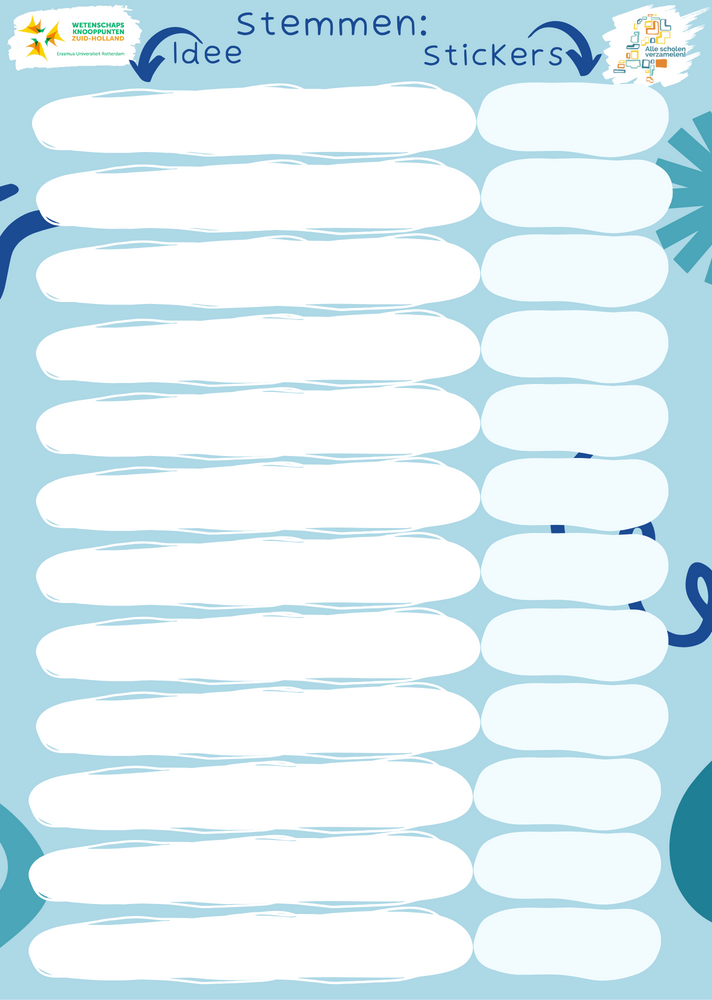 WETENSCHAPS
KNOOPPUNTEN
ZUID-HOLLAND
Erasmus Universiteit Rotterdam
Stemmen:
Idee
Stickers
Alle scholen
verzamelen!